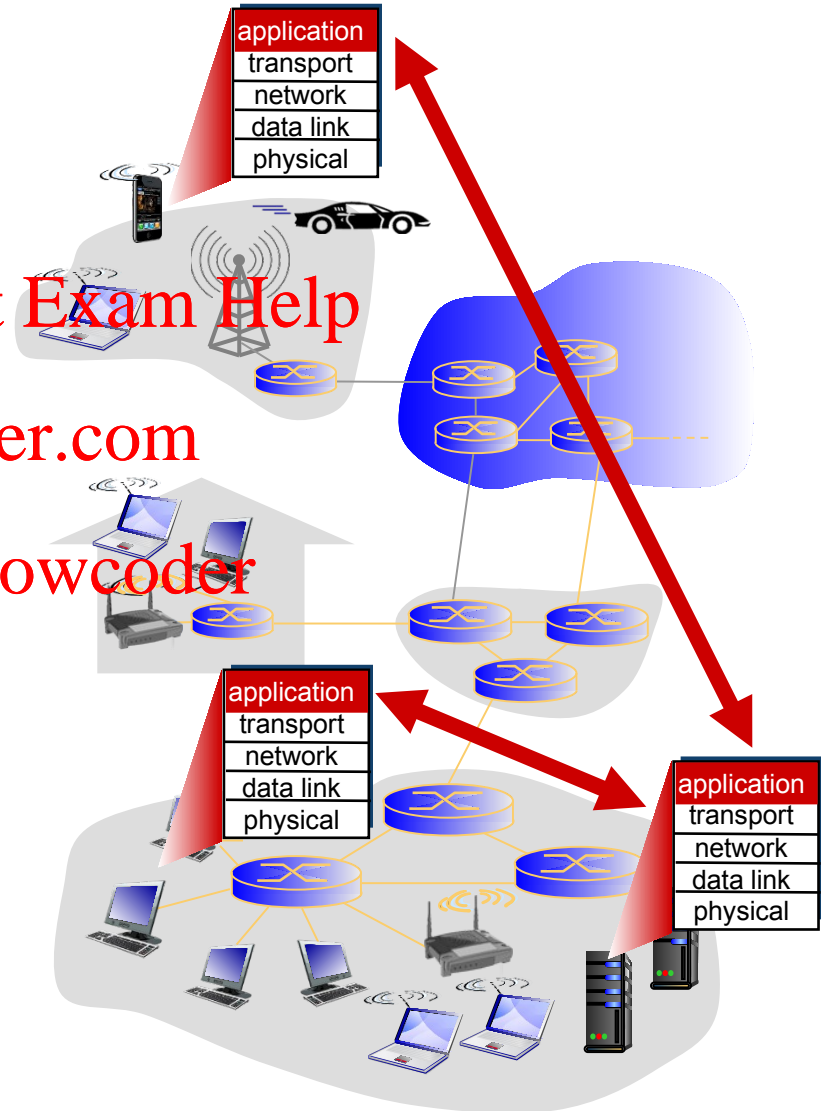 application
transport
network
data link
physical
Exam Help
er.com
owcoder
application
transport
network
data link
physical
application
transport
network
data link
physical